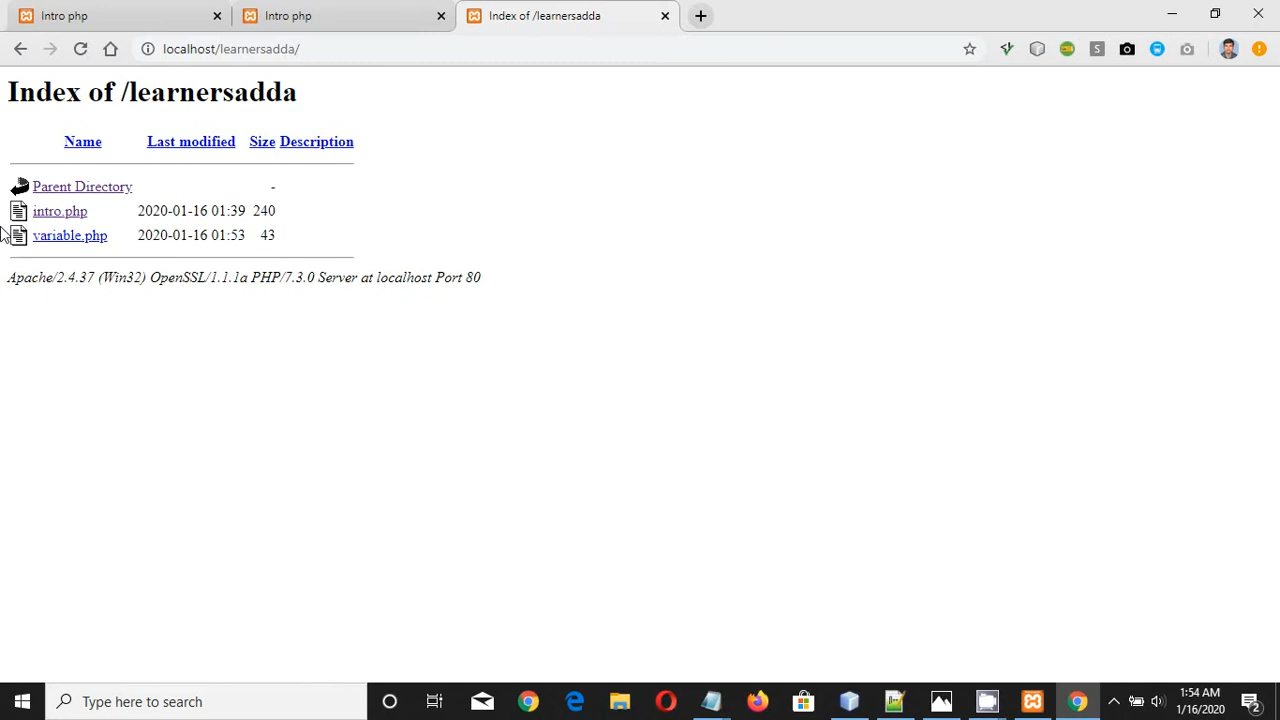 Intro php
Intro php
Index of /learnersadda
localhost/learnersadda/
S
Index of /learnersadda
Name Last modified Size Description
Parent Directory -
intro.php 2020-01-16 01:39 240
variable.php 2020-01-16 01:53 43
Apache/2.4.37 (Win32) OpenSSL/1.1.1a PHP/7.3.0 Server at localhost Port 80
Type here to search
1:54 AM
1/16/2020
2